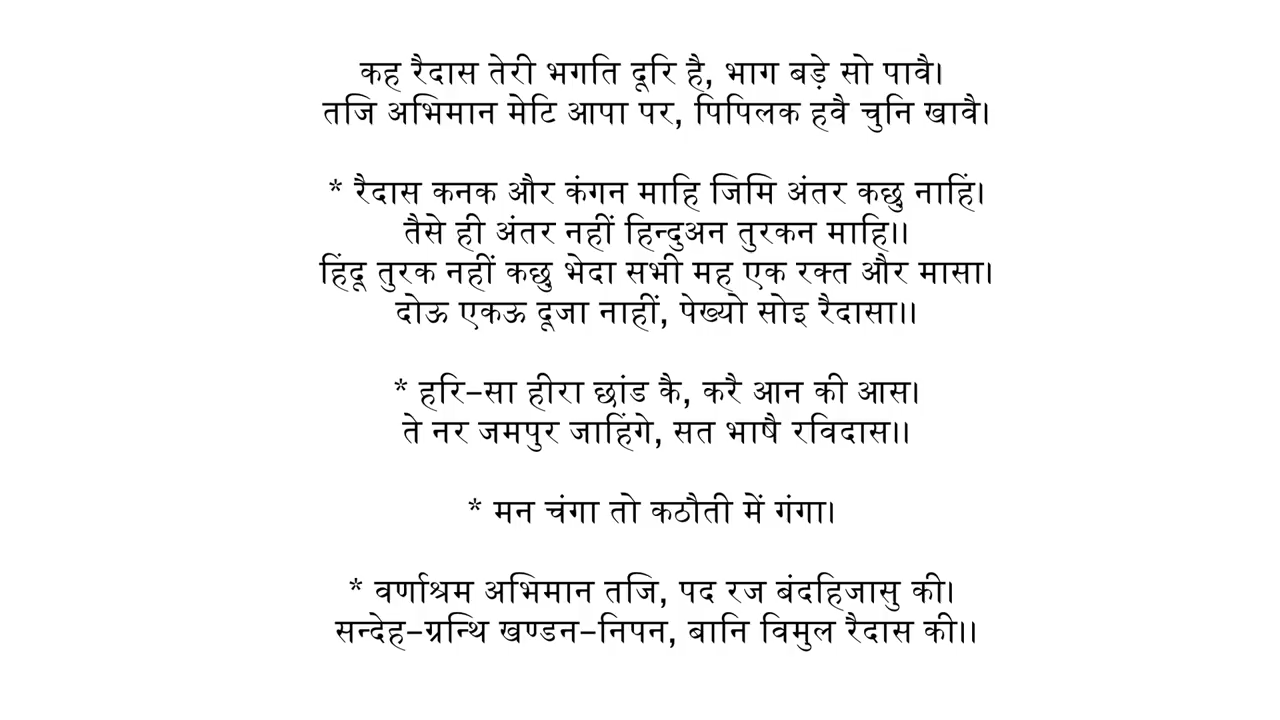 कह रैदास तेरी भगति दूरि है, भाग बड़े सो पावै।
तजि अभिमान मेटि आपा पर, पिपिलक हवै चुनि खावै।
* रैदास कनक और कंगन माहि जिमि अंतर कछु नाहिं।
तैसे ही अंतर नहीं हिन्दुअन तुरकन माहि।।
हिंदू तुरक नहीं कछु भेदा सभी मह एक रक्त और मासा।
दोऊ एकऊ दूजा नाहीं, पेख्यो सोइ रैदासा।।
* हरि-सा हीरा छांड कै, करै आन की आस।
ते नर जमपुर जाहिंगे, सत भाषै रविदास।।
* मन चंगा तो कठौती में गंगा।
* वर्णाश्रम अभिमान तजि, पद रज बंदहिजासु की।
सन्देह-ग्रन्थि खण्डन-निपन, बानि विमुल रैदास की।।